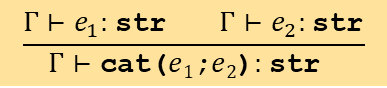 Γ ⊢ e₁: str Γ ⊢ e₂: str
Γ ⊢ cat(e₁;e₂): str